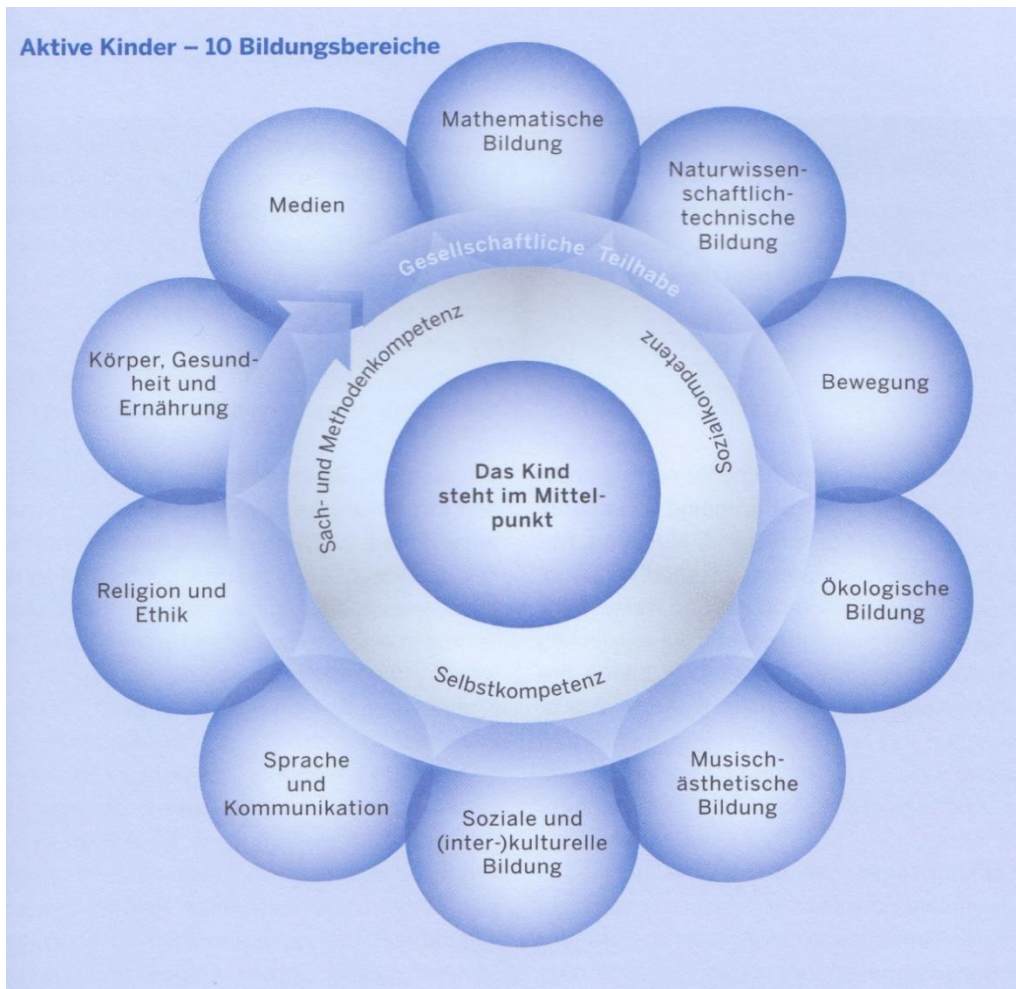 Aktive Kinder – 10 Bildungsbereiche
Mathematische
Bildung
Naturwissen-
schaftlich-
technische
Bildung
Bewegung
Ökologische
Bildung
Musisch-
ästhetische
Bildung
Soziale und
(inter-)kulturelle
Bildung
Sprache
und
Kommunikation
Religion und
Ethik
Körper, Gesund-
heit und
Ernährung
Medien
Gesellschaftliche Teilhabe
Sach- und Methodenkompetenz
Sozialkompetenz
Selbstkompetenz
Das Kind
steht im Mittel-
punkt